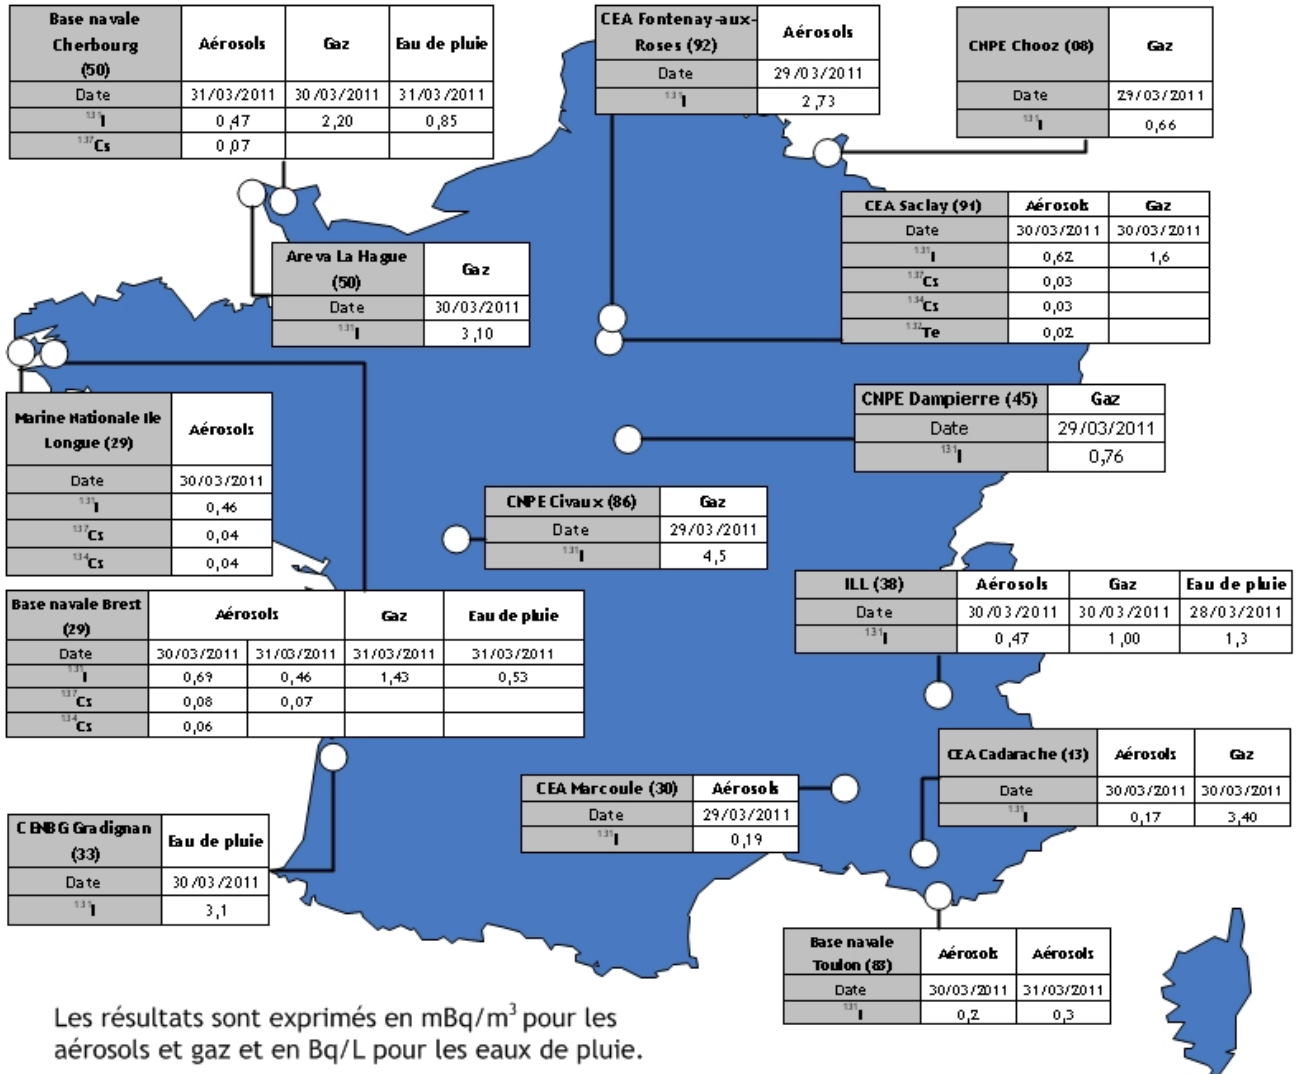 Base navale
Cherbourg
(50)
Aérosols Gaz Eau de pluie
Date 31/03/2011 30/03/2011 31/03/2011
131I 0,47 2,20 0,85
137Cs 0,07
CEA Fontenay-aux-
Roses (92)
Aérosols
Date 29/03/2011
131I 2,73
CNPE Chooz (08) Gaz
Date 29/03/2011
131I 0,66
CEA Saclay (91) Aérosols Gaz
Date 30/03/2011 30/03/2011
131I 0,62 1,6
137Cs 0,03
134Cs 0,03
132Te 0,02
Areva La Hague
(50)
Gaz
Date 30/03/2011
131I 3,10
Marine Nationale Ile
Longue (29)
Aérosols
Date 30/03/2011
131I 0,46
137Cs 0,04
134Cs 0,04
CNPE Dampierre (45) Gaz
Date 29/03/2011
131I 0,76
CNPE Civaux (86) Gaz
Date 29/03/2011
131I 4,5
ILL (38) Aérosols Gaz Eau de pluie
Date 30/03/2011 30/03/2011 28/03/2011
131I 0,47 1,00 1,3
Base navale Brest
(29)
Aérosols Gaz Eau de pluie
Date 30/03/2011 31/03/2011 31/03/2011 31/03/2011
131I 0,69 0,46 1,43 0,53
137Cs 0,08 0,07
134Cs 0,06
CEA Cadarache (13) Aérosols Gaz
Date 30/03/2011 30/03/2011
131I 0,17 3,40
CEA Marcoule (30) Aérosols
Date 29/03/2011
131I 0,19
CENBG Gradignan
(33)
Eau de pluie
Date 30/03/2011
131I 3,1
Base navale
Toulon (83)
Aérosols Aérosols
Date 30/03/2011 31/03/2011
131I 0,2 0,3
Les résultats sont exprimés en mBq/m³ pour les
aérosols et gaz et en Bq/L pour les eaux de pluie.